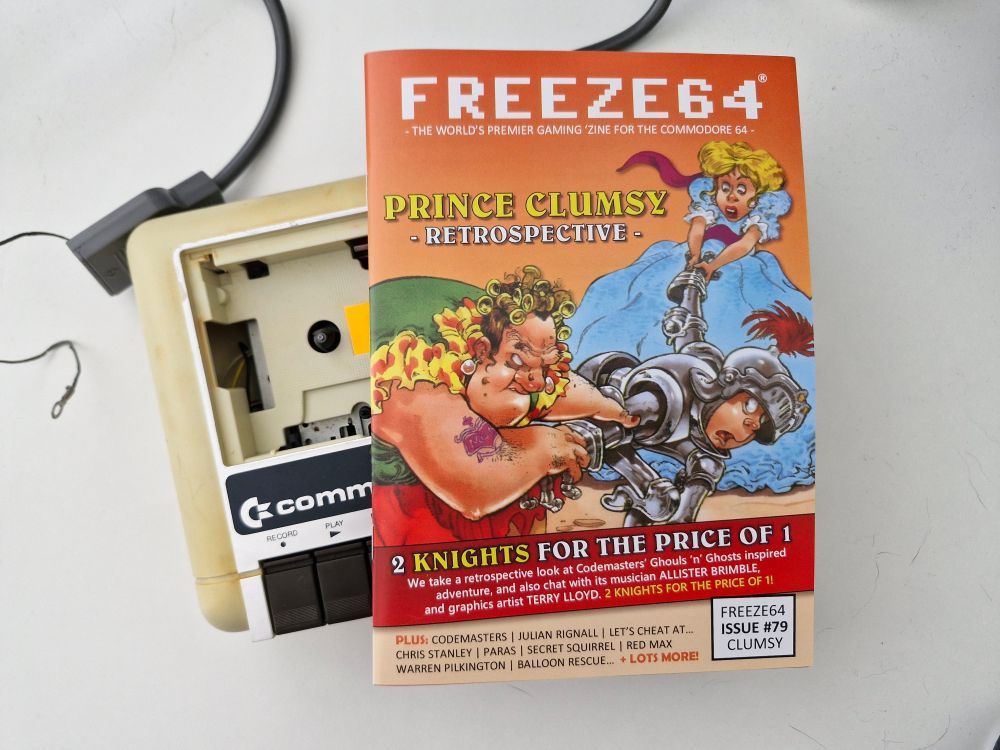 FREEZE64®
- THE WORLD'S PREMIER GAMING 'ZINE FOR THE COMMODORE 64 -
PRINCE CLUMSY
- RETROSPECTIVE -
comm
RECORD
PLAY
2 KNIGHTS FOR THE PRICE OF 1
We take a retrospective look at Codemasters' Ghouls 'n' Ghosts inspired
adventure, and also chat with its musician ALLISTER BRIMBLE,
and graphics artist TERRY LLOYD. 2 KNIGHTS FOR THE PRICE OF 1!
PLUS: CODEMASTERS | JULIAN RIGNALL | LET'S CHEAT AT...
CHRIS STANLEY | PARAS | SECRET SQUIRREL | RED MAX
WARREN PILKINGTON | BALLOON RESCUE... + LOTS MORE!
FREEZE64
ISSUE #79
CLUMSY